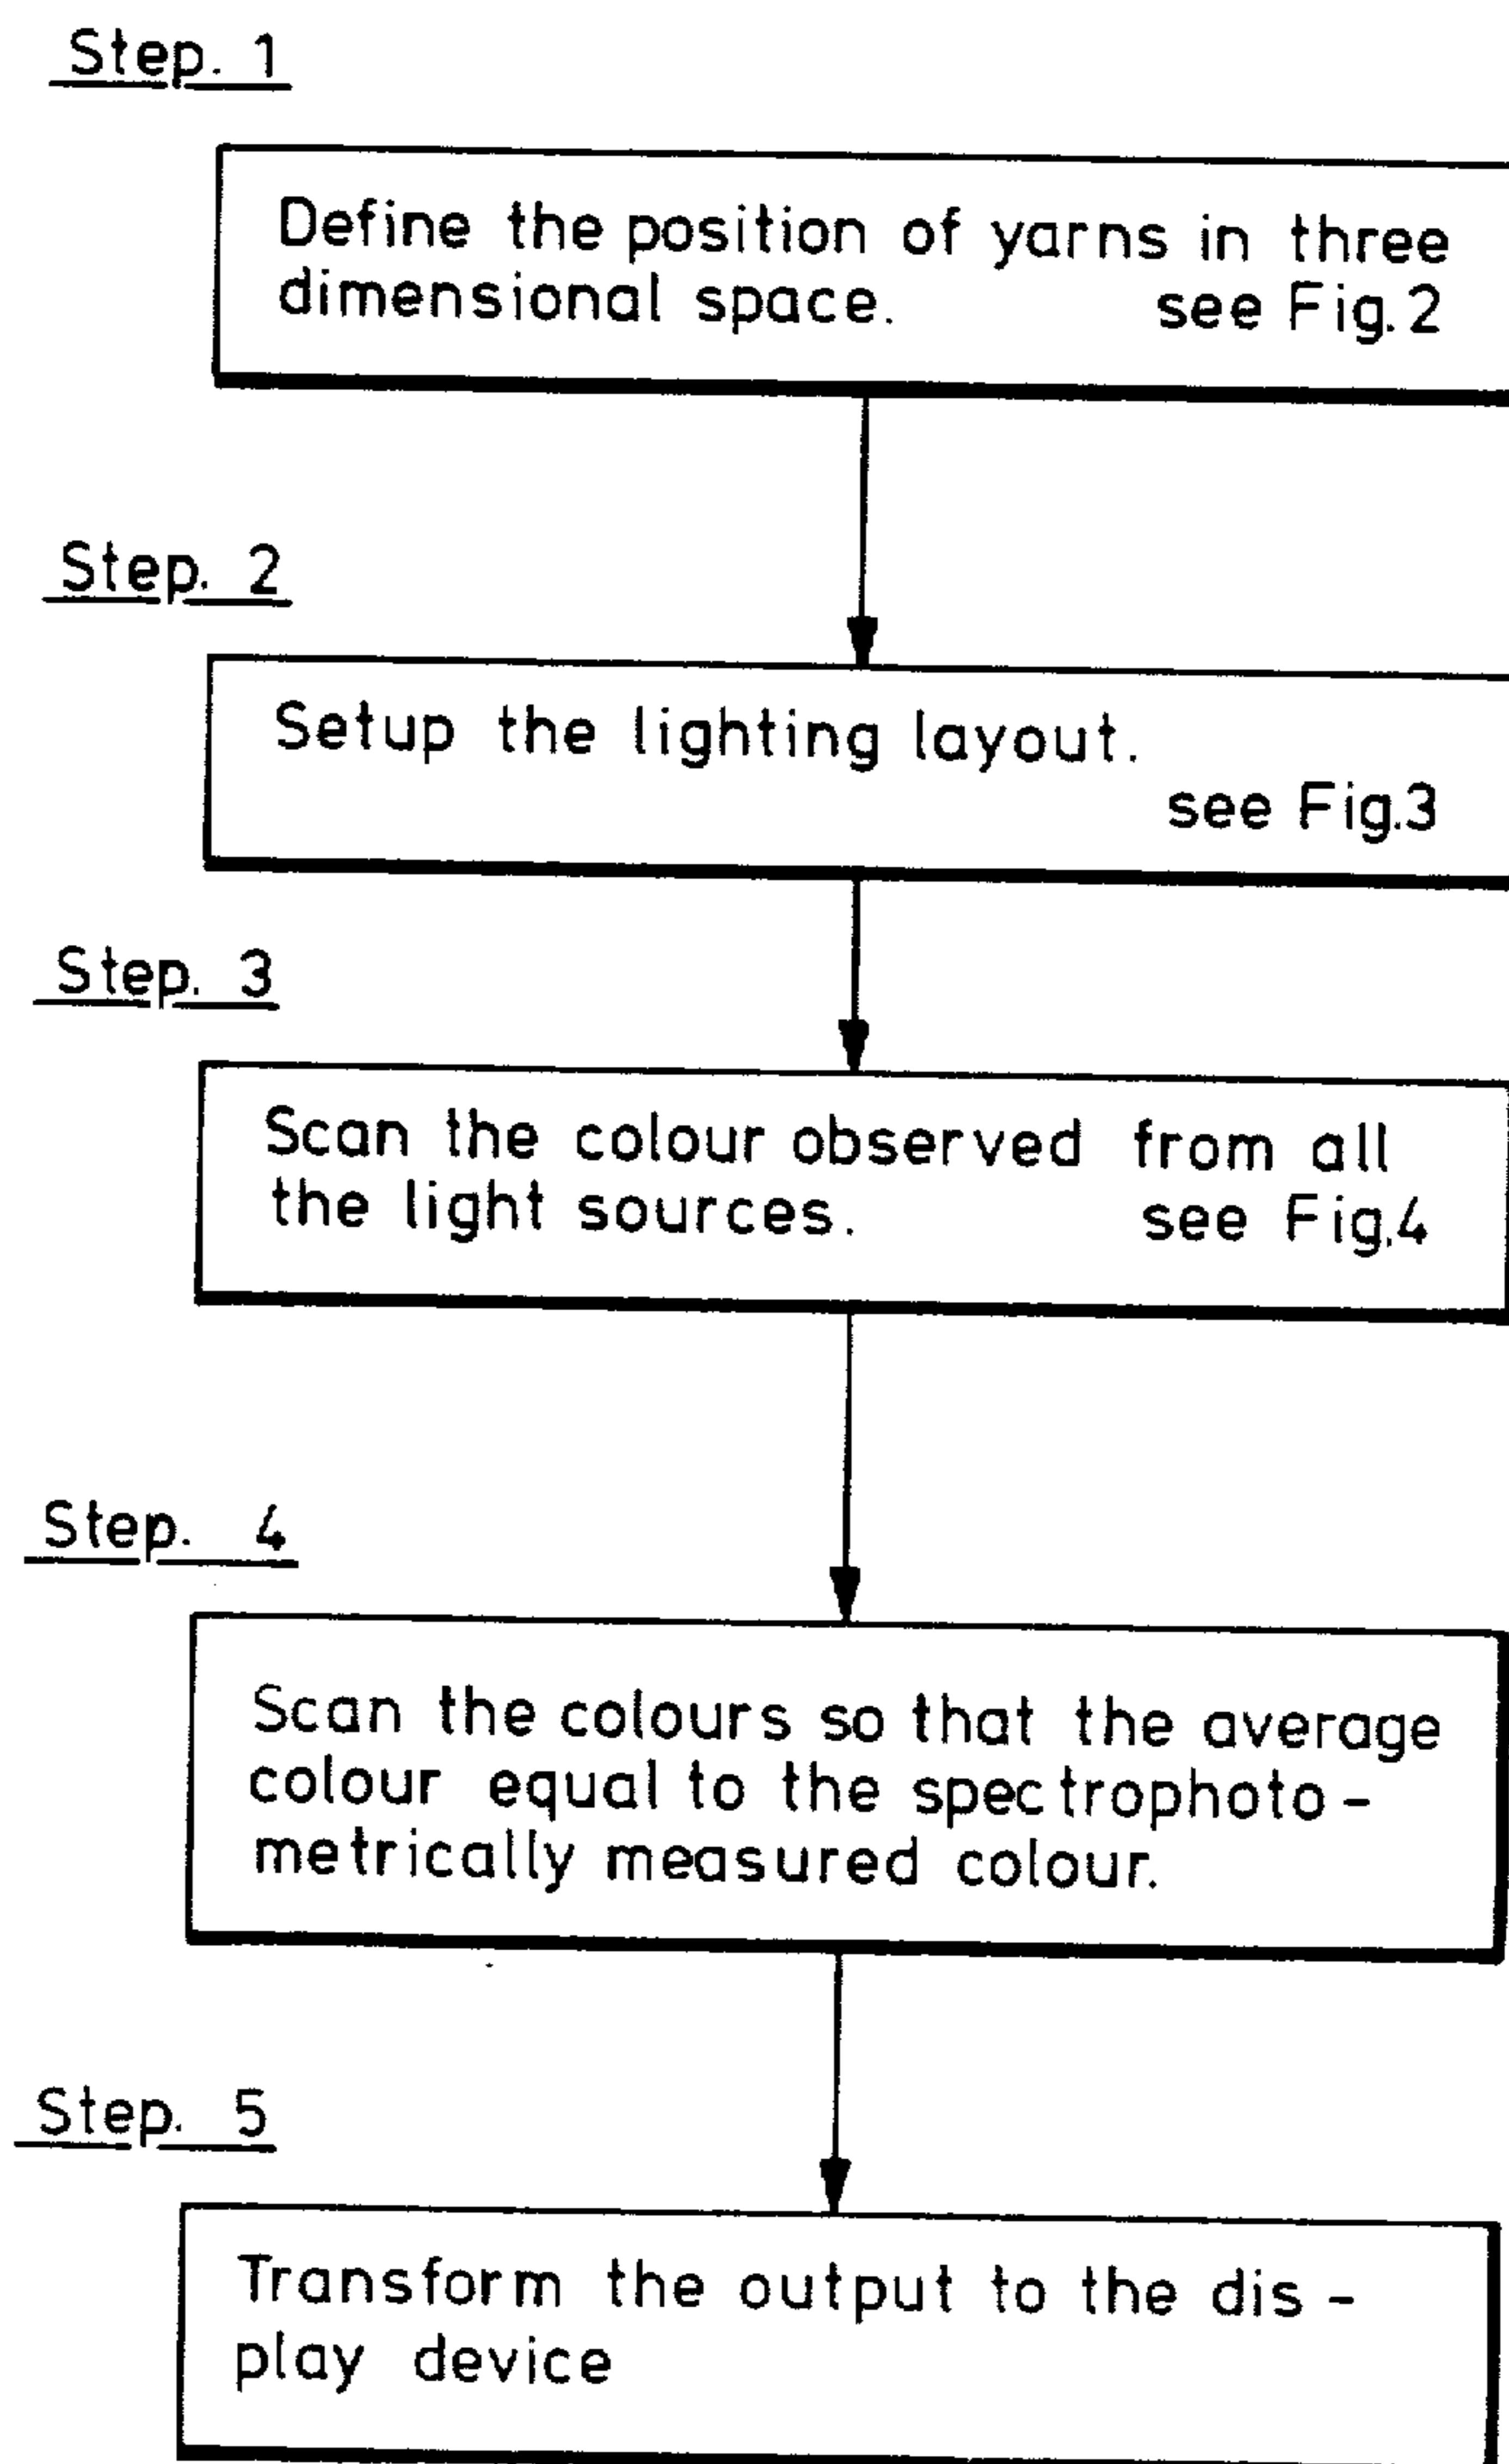 Step. 1
Define the position of yarns in three
dimensional space. see Fig.2
Step. 2
Setup the lighting layout.
see Fig.3
Step. 3
Scan the colour observed from all
the light sources. see Fig.4
Step. 4
Scan the colours so that the average
colour equal to the spectrophoto-
metrically measured colour.
Step. 5
Transform the output to the dis-
play device